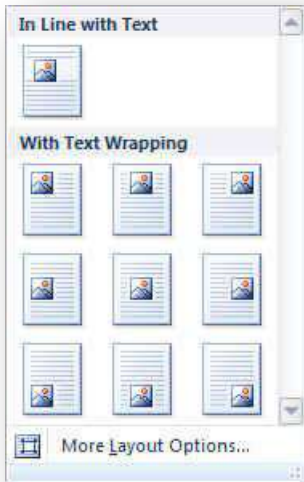 In Line with Text
With Text Wrapping
More Layout Options...